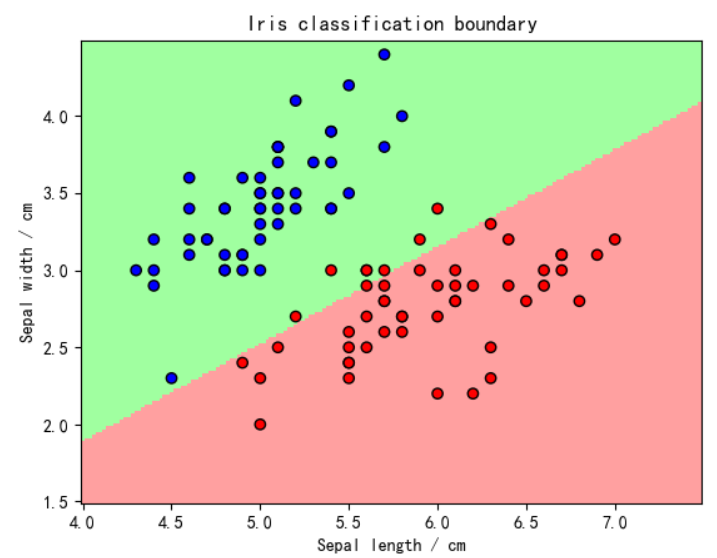 Iris classification boundary
4.0
3.5
3.0
2.5
2.0
1.5
Sepal width / cm
4.0 4.5 5.0 5.5 6.0 6.5 7.0
Sepal length / cm